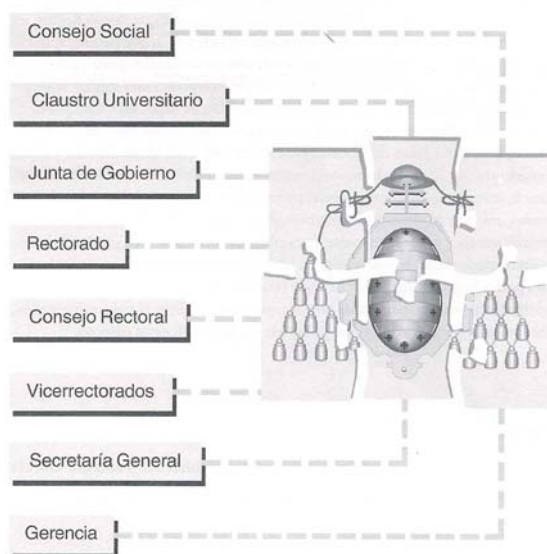 Consejo Social
Claustro Universitario
Junta de Gobierno
Rectorado
Consejo Rectoral
Vicerrectorados
Secretaría General
Gerencia